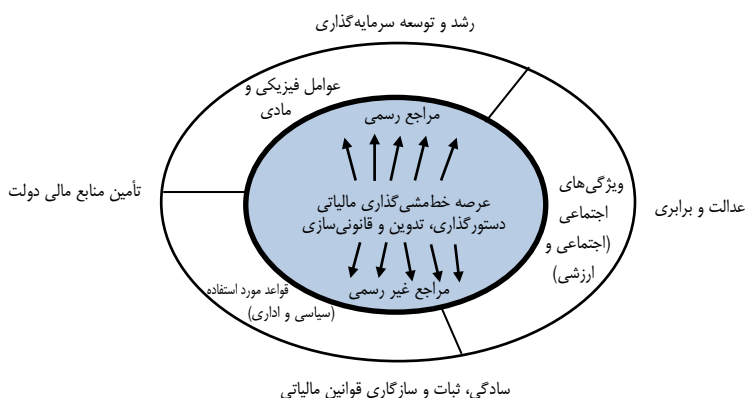 رشد و توسعه سرمایه‌گذاری
عوامل فیزیکی و
مادی
مراجع رسمی
ویژگی‌های
اجتماعی
(اجتماعی و
ارزشی)
عدالت و برابری
تأمین منابع مالی دولت
عرصه خط‌مشی‌گذاری مالیاتی
دستورگذاری، تدوین و قانونی‌سازی
مراجع غیر رسمی
قواعد مورد استفاده
(سیاسی و اداری)
سادگی، ثبات و سازگاری قوانین مالیاتی